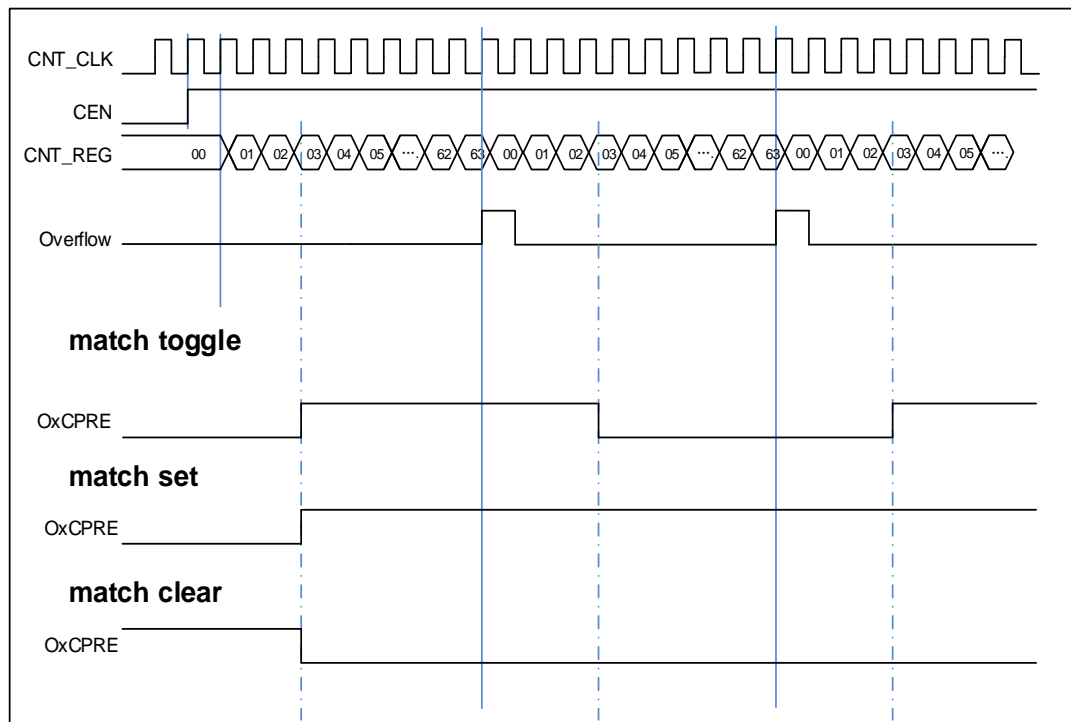 CNT_CLK
CEN
CNT_REG 00 01 02 03 04 05 …. 62 63 00 01 02 03 04 05 …. 62 63 00 01 02 03 04 05 ….
Overflow
match toggle
OxCPRE
match set
OxCPRE
match clear
OxCPRE